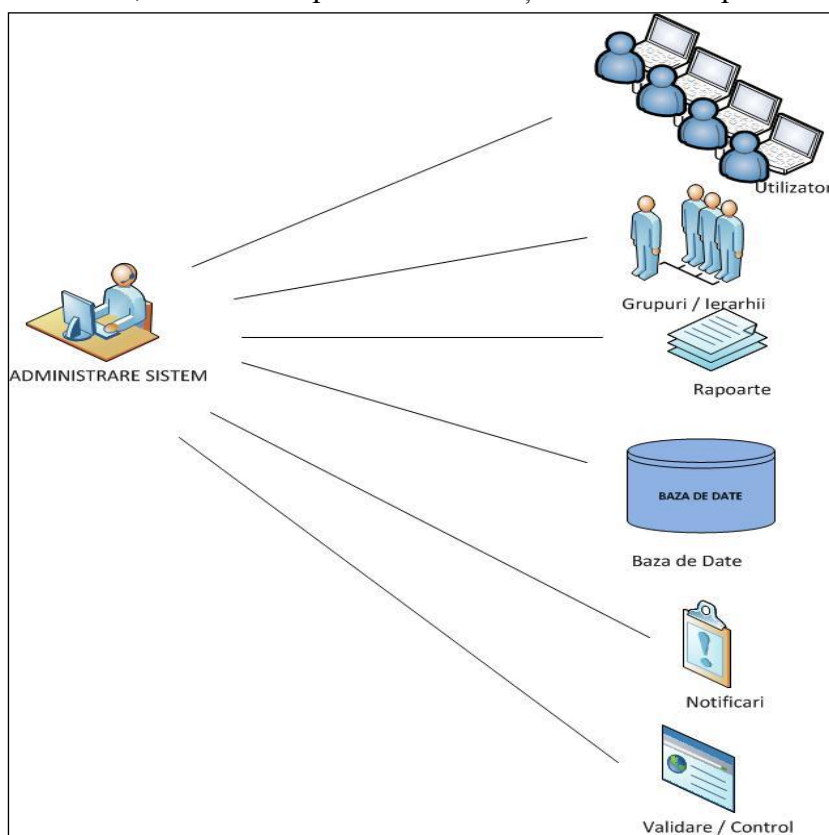 Utilizator
Grupuri / Ierarhii
ADMINISTRARE SISTEM
Rapoarte
BAZA DE DATE
Baza de Date
Notificari
Validare / Control